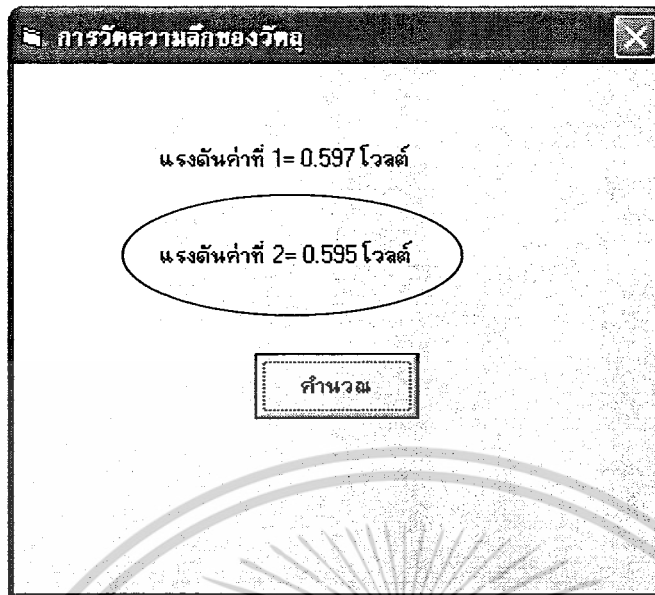 การวัดความลึกของวัตถุ
แรงดันค่าที่ 1= 0.597 โวลต์
แรงดันค่าที่ 2= 0.595 โวลต์
คำนวณ